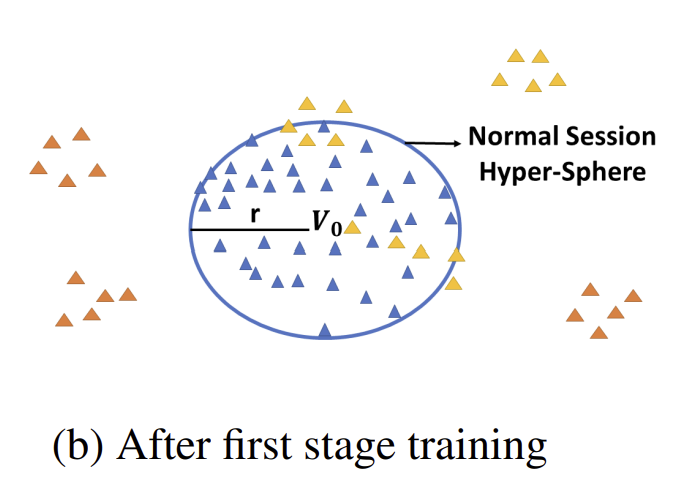 Normal Session
Hyper-Sphere
r
V₀
(b) After first stage training